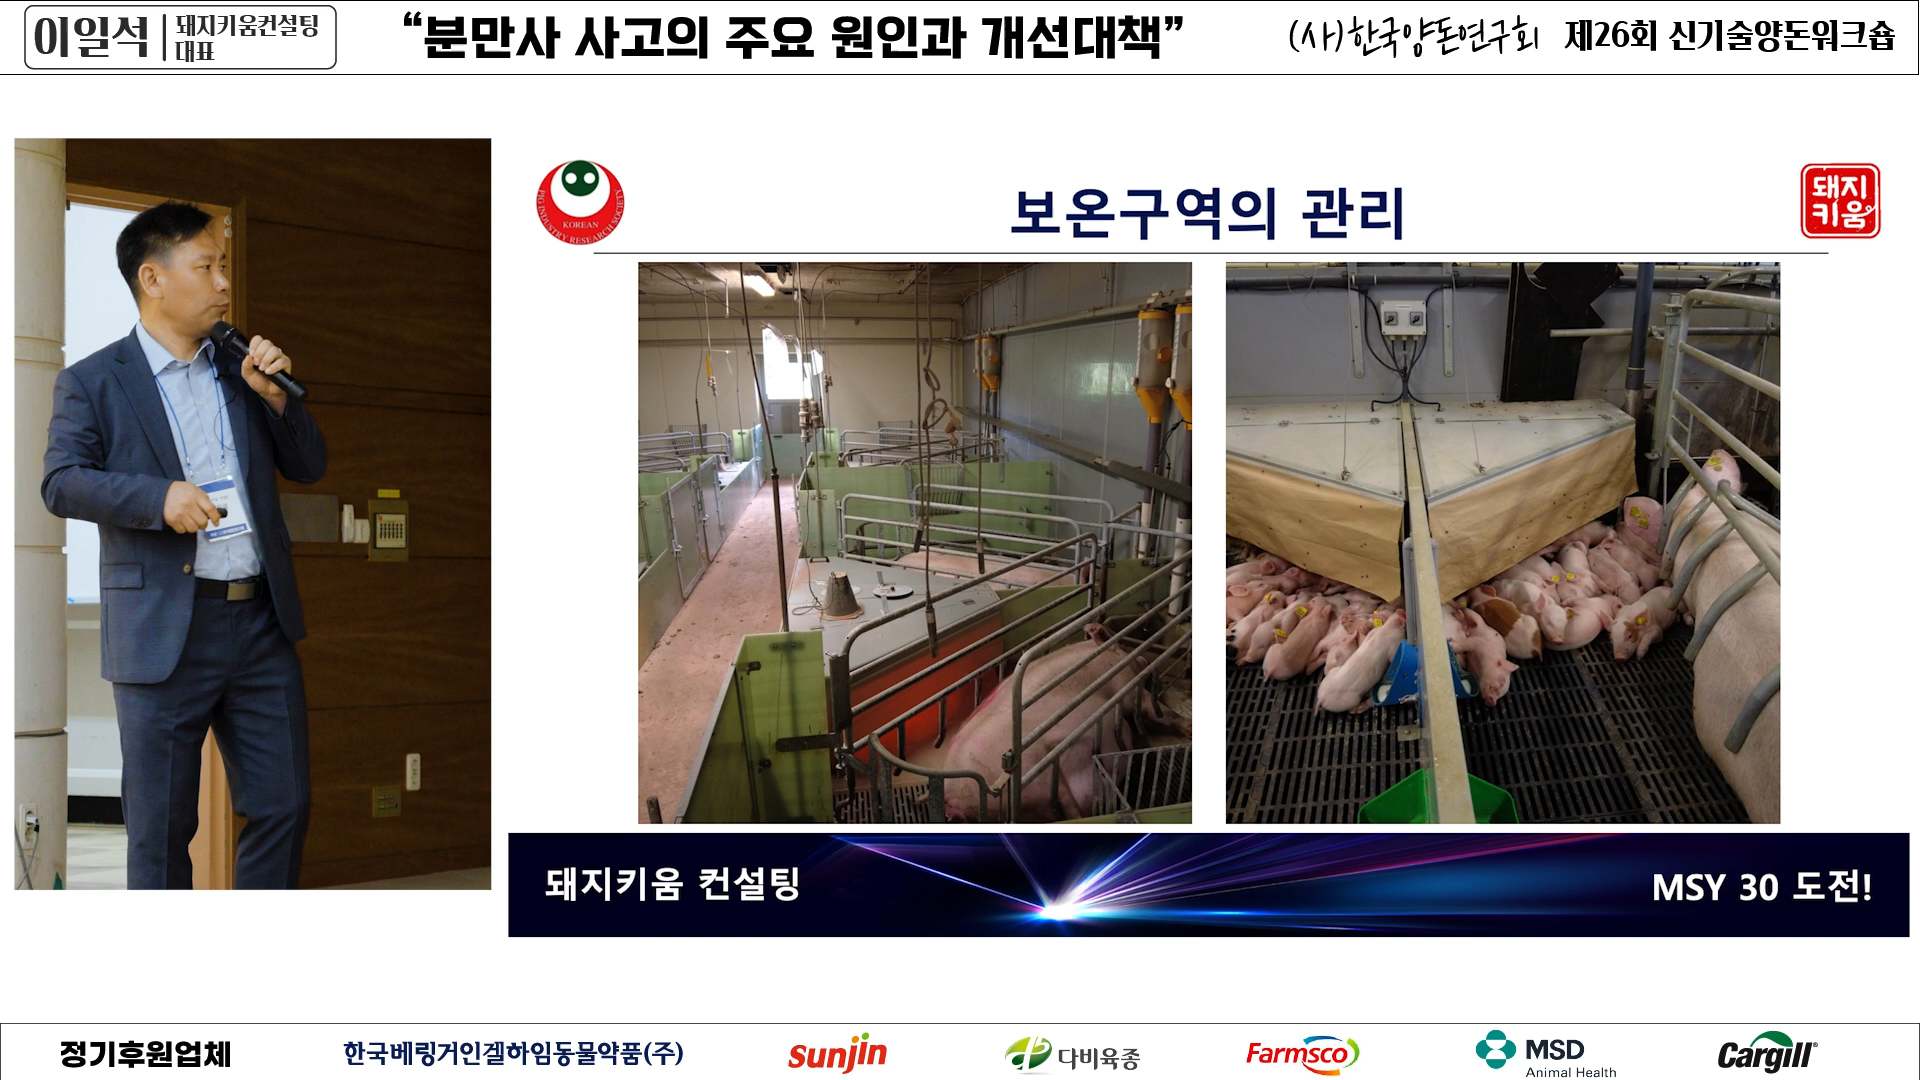 이일석
돼지키움컨설팅
대표
“분만사 사고의 주요 원인과 개선대책”
(사)한국양돈연구회 제26회 신기술양돈워크숍
PIG INDUSTRY RESEARCH SOCIETY
KOREAN
보온구역의 관리
돼지
키움
돼지키움 컨설팅
MSY 30 도전!
정기후원업체
한국베링거인겔하임동물약품(주)
Sunjin
다비육종
Farmsco
MSD
Animal Health
Cargill